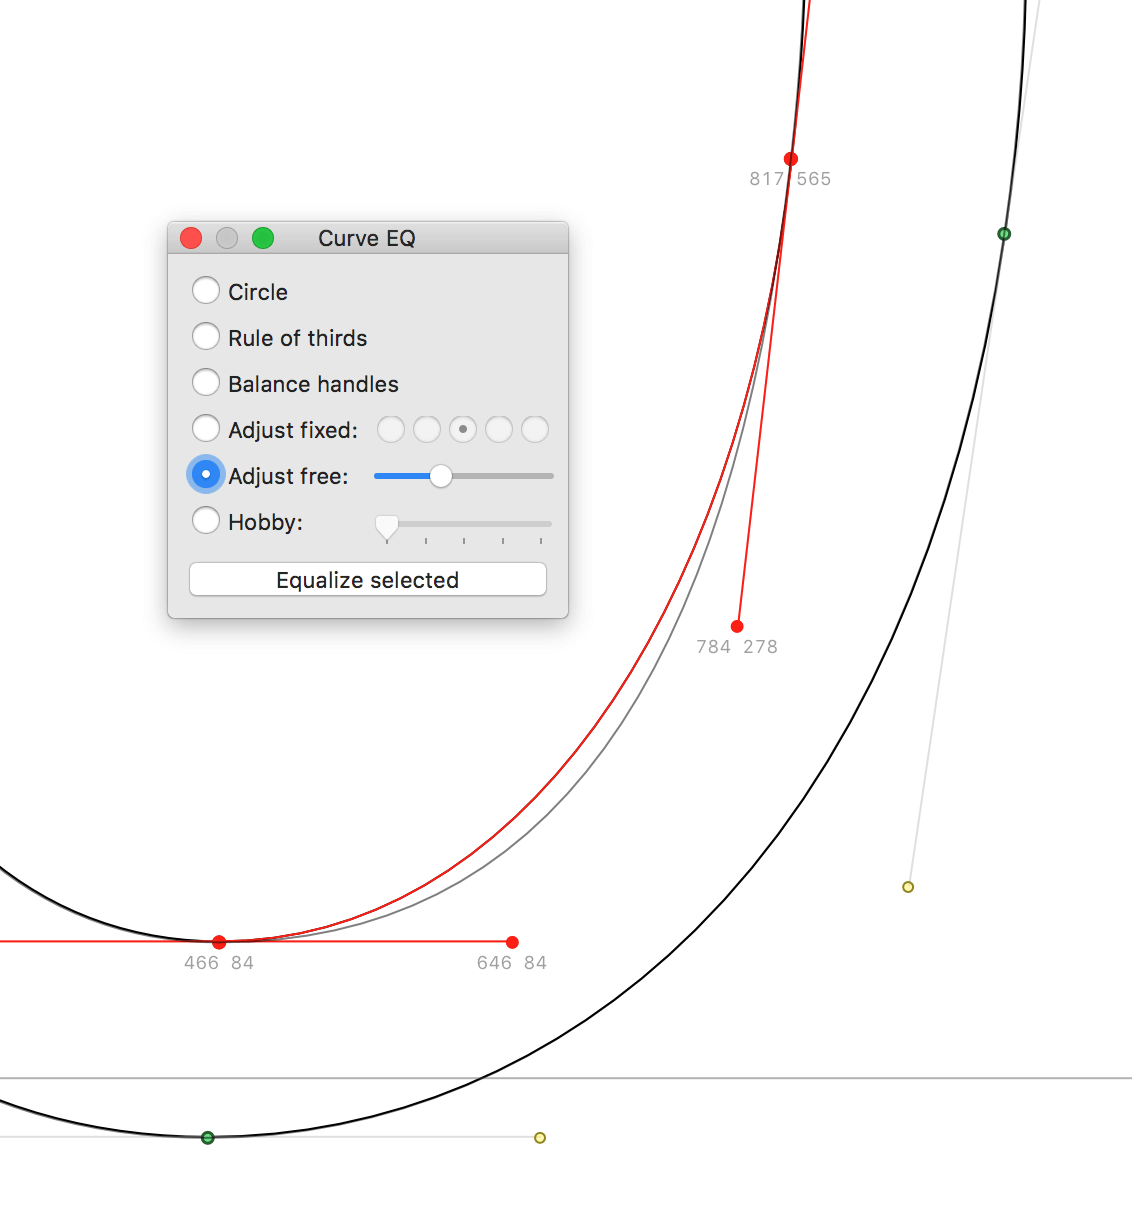 817 565
Curve EQ
Circle
Rule of thirds
Balance handles
Adjust fixed:
Adjust free:
Hobby:
Equalize selected
784 278
466 84
646 84